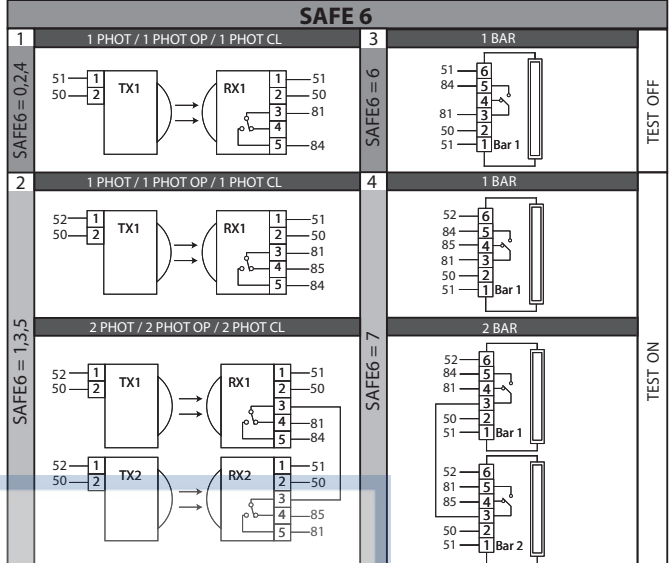 SAFE 6
1
1 PHOT / 1 PHOT OP / 1 PHOT CL
SAFE6 = 0,2,4
51 1
50 2
TX1
RX1
1 51
2 50
3 81
4
5 84
3
1 BAR
SAFE6 = 6
51 6
84 5
4
81 3
50 2
51 1 Bar 1
TEST OFF
2
1 PHOT / 1 PHOT OP / 1 PHOT CL
SAFE6 = 1,3,5
52 1
50 2
TX1
RX1
1 51
2 50
3 81
4 85
5 84
2 PHOT / 2 PHOT OP / 2 PHOT CL
52 1
50 2
TX1
RX1
1 51
2 50
3
4 81
5 84
52 1
50 2
TX2
RX2
1 51
2 50
3
4 85
5 81
4
1 BAR
SAFE6 = 7
52 6
84 5
85 4
81 3
50 2
51 1 Bar 1
2 BAR
52 6
84 5
81 4
3
50 2
51 1 Bar 1
52 6
81 5
85 4
3
50 2
51 1 Bar 2
TEST ON